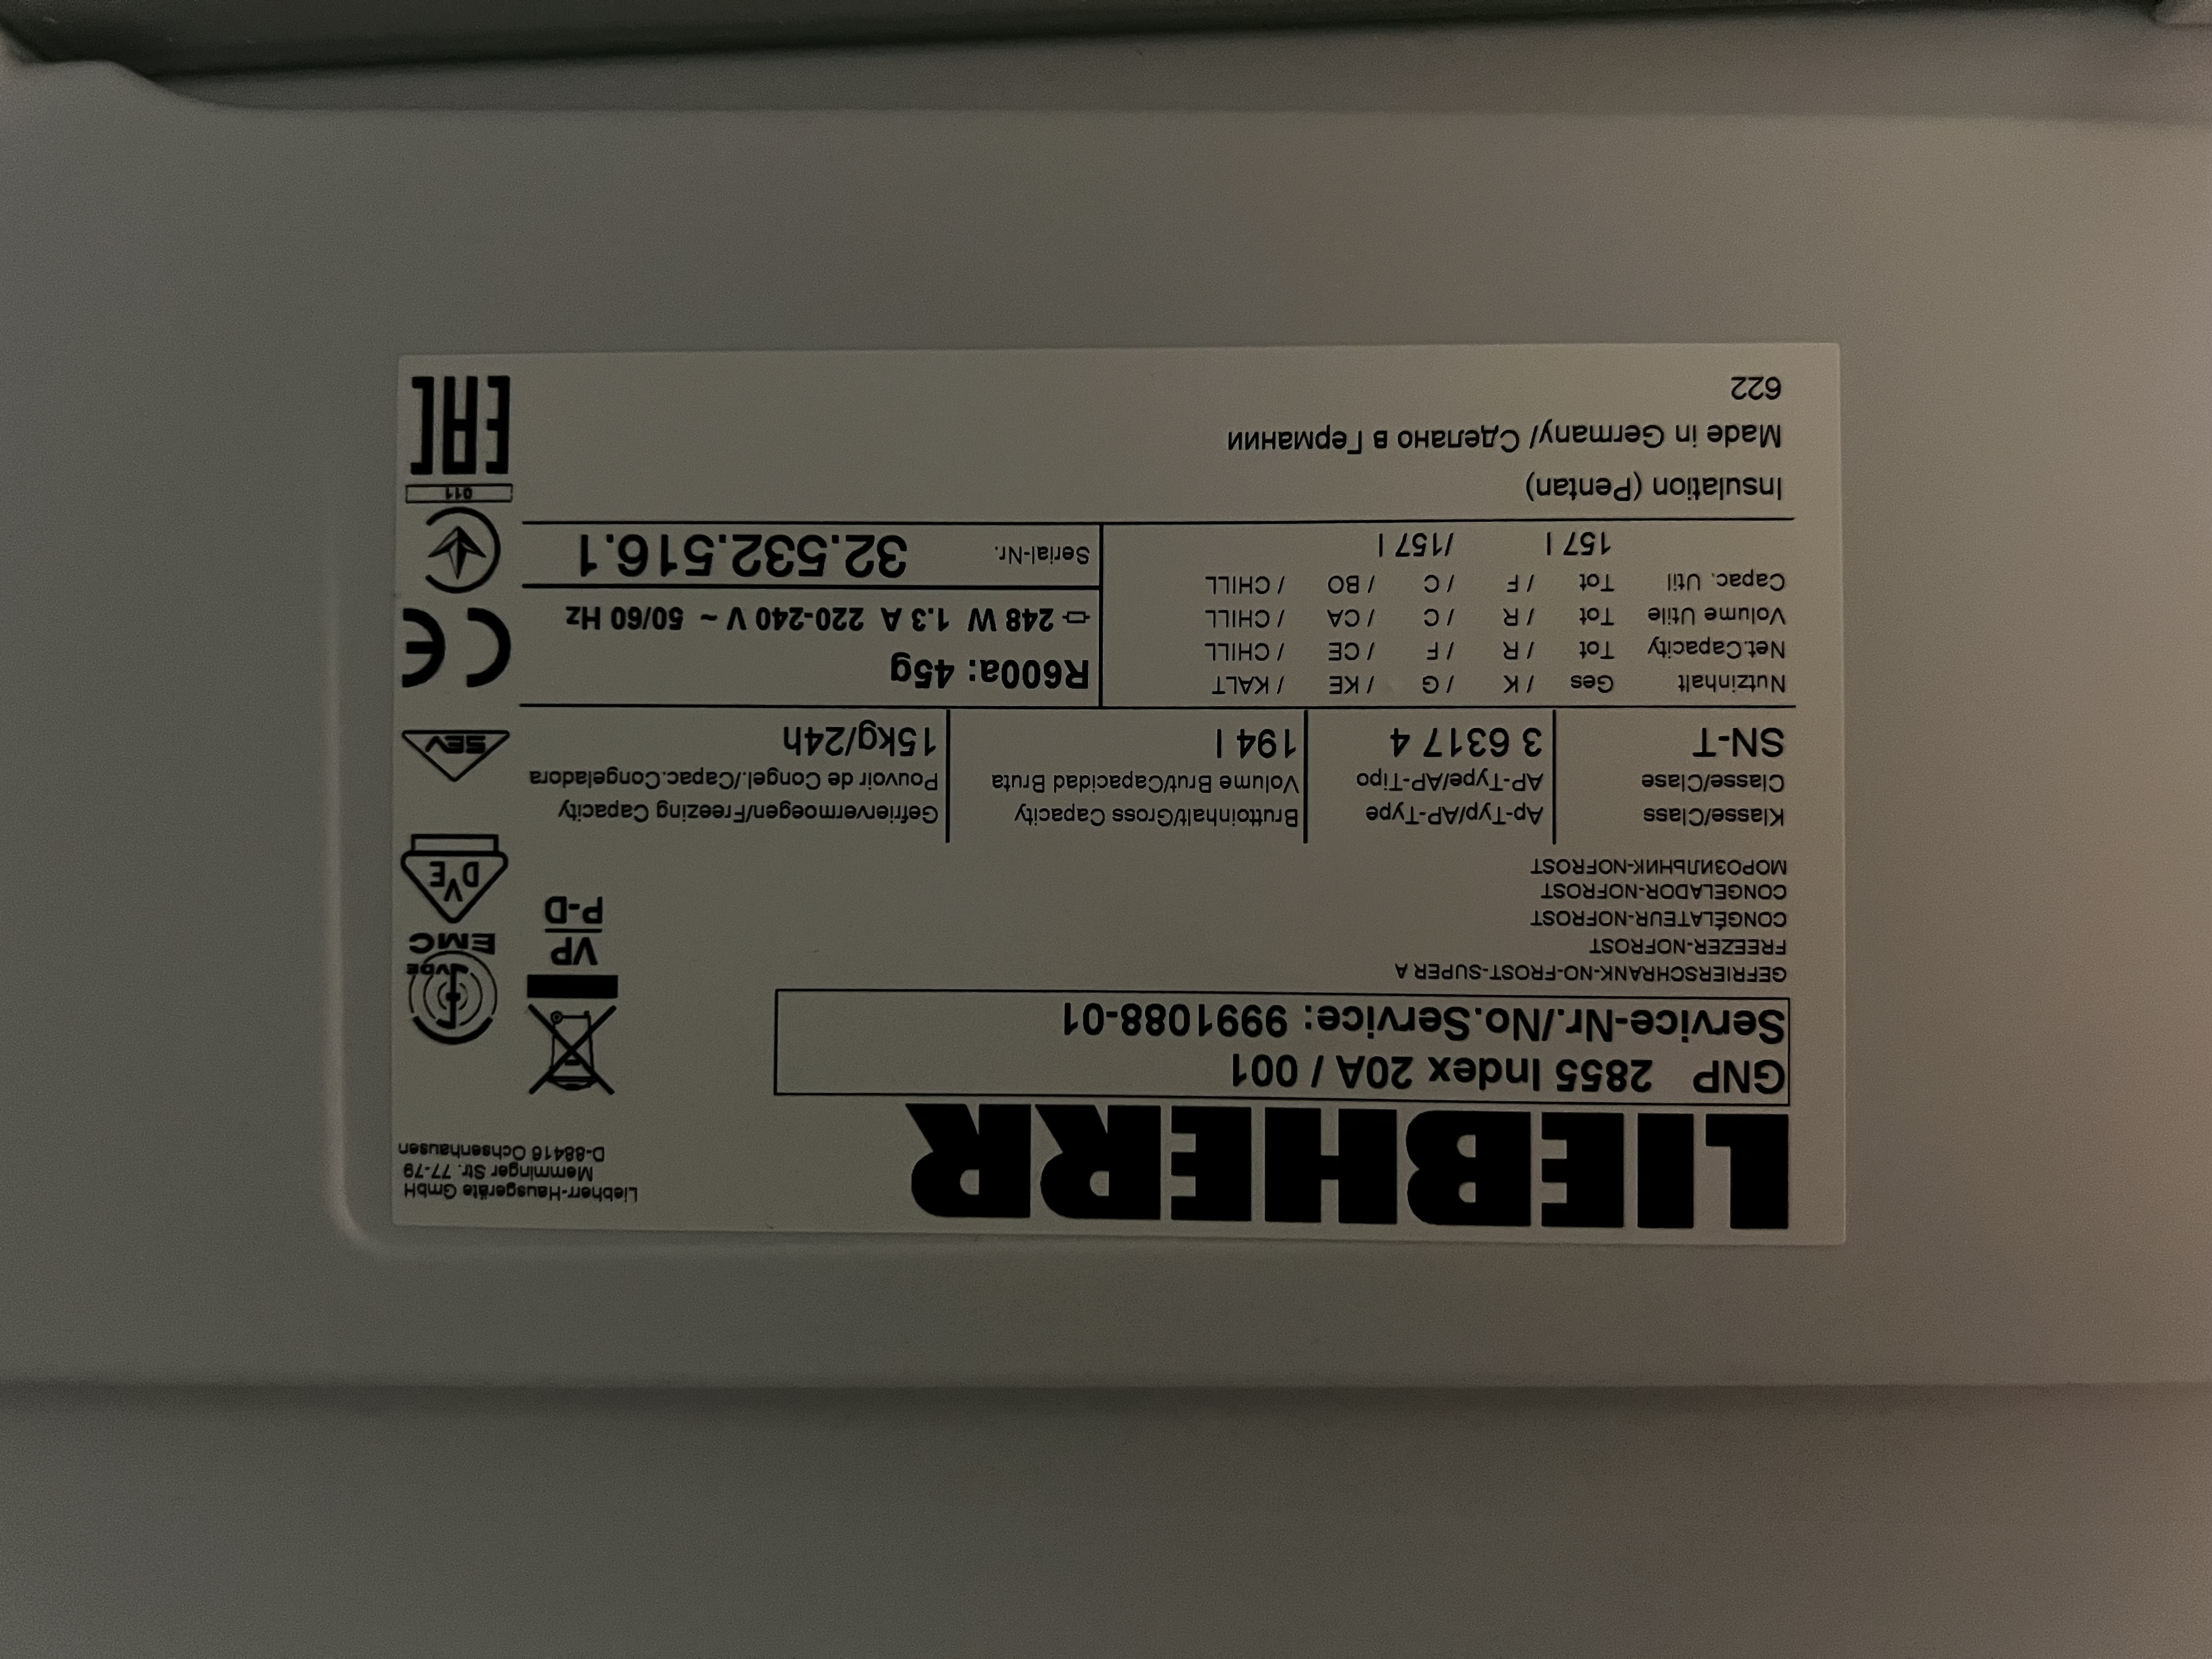 LIEBHERR
Liebherr-Hausgeräte GmbH
Memminger Str. 77-79
D-88416 Ochsenhausen
GNP 2855 Index 20A / 001
Service-Nr./No.Service: 9991088-01
GEFRIERSCHRANK-NO-FROST-SUPER A
FREEZER-NOFROST
CONGÉLATEUR-NOFROST
CONGELADOR-NOFROST
МОРОЗИЛЬНИК-NOFROST
VP
P-D
VDE
EMC
DVE
Klasse/Class
Classe/Clase
SN-T
Ap-Typ/AP-Type
AP-Type/AP-Tipo
3 6317 4
Bruttoinhalt/Gross Capacity
Volume Brut/Capacidad Bruta
194 l
Gefriervermoegen/Freezing Capacity
Pouvoir de Congel./Capac.Congeladora
15kg/24h
SEV
Nutzinhalt Ges / K / G / KE / KALT
Net.Capacity Tot / R / F / CE / CHILL
Volume Utile Tot / R / C / CA / CHILL
Capac. Util Tot / F / C / BO / CHILL
157 l /157 l
R600a: 45g
248 W 1.3 A 220-240 V ~ 50/60 Hz
Serial-Nr. 32.532.516.1
CE
011
EAC
Insulation (Pentan)
Made in Germany/ Сделано в Германии
622